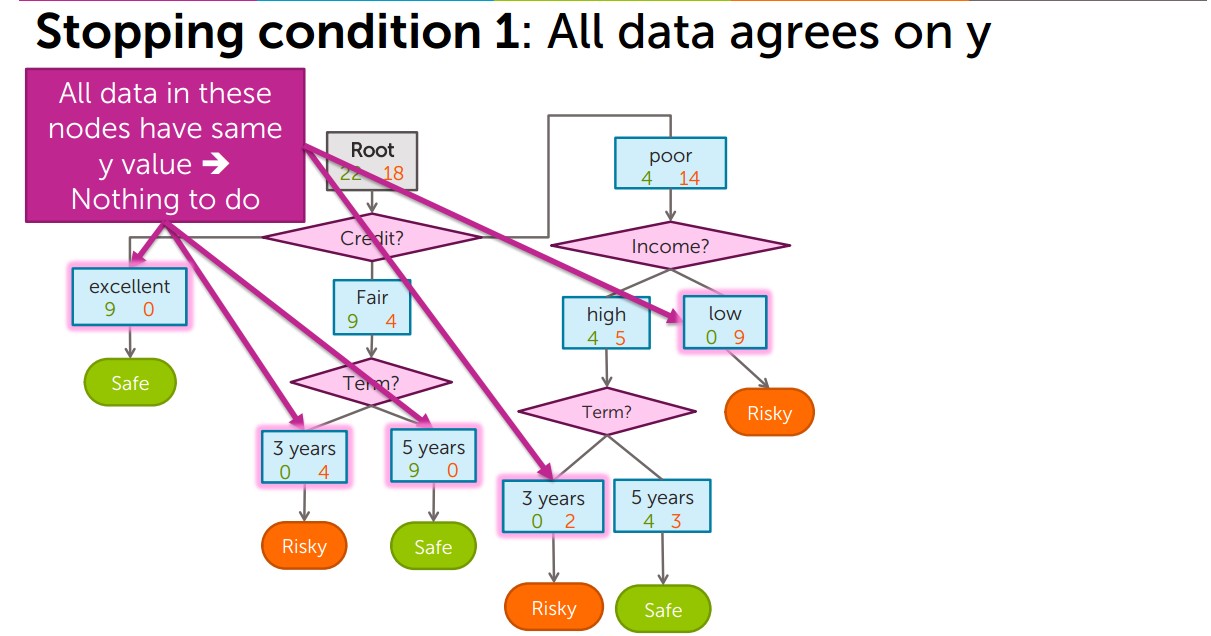 Stopping condition 1: All data agrees on y
All data in these
nodes have same
y value ➔
Nothing to do
Root
22 18
Credit?
excellent
9 0
Safe
Fair
9 4
Term?
3 years
0 4
Risky
5 years
9 0
Safe
poor
4 14
Income?
high
4 5
Term?
3 years
0 2
Risky
5 years
4 3
Safe
low
0 9
Risky